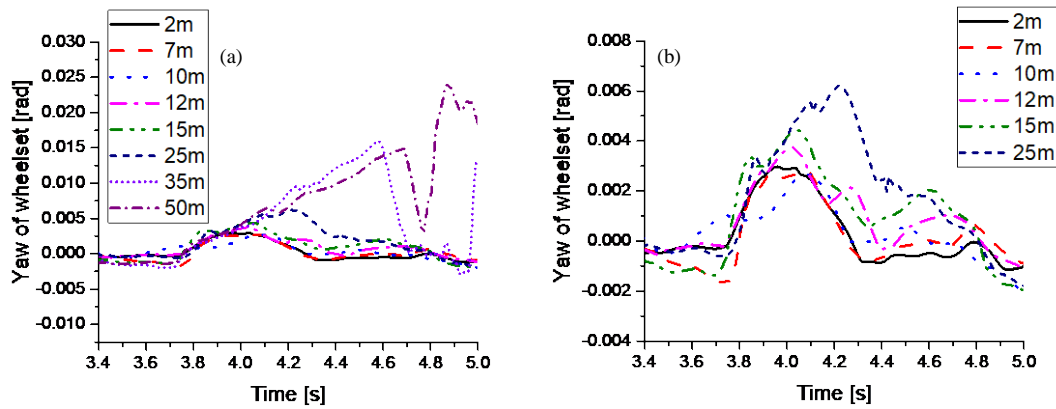 2m
7m
10m
12m
15m
25m
35m
50m
(a)
Yaw of wheelset [rad]
0.030
0.025
0.020
0.015
0.010
0.005
0.000
-0.005
-0.010
3.4 3.6 3.8 4.0 4.2 4.4 4.6 4.8 5.0
Time [s]
2m
7m
10m
12m
15m
25m
(b)
Yaw of wheelset [rad]
0.008
0.006
0.004
0.002
0.000
-0.002
-0.004
3.4 3.6 3.8 4.0 4.2 4.4 4.6 4.8 5.0
Time [s]